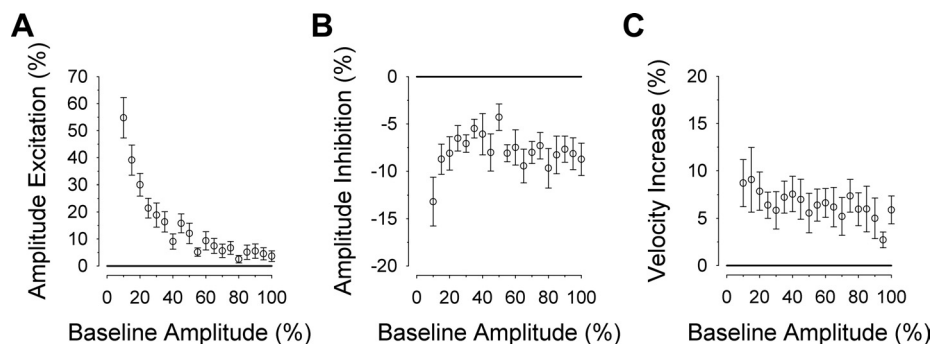 A
B
C
Amplitude Excitation (%)
70
60
50
40
30
20
10
0
0 20 40 60 80 100
Baseline Amplitude (%)
Amplitude Inhibition (%)
0
-5
-10
-15
-20
0 20 40 60 80 100
Baseline Amplitude (%)
Velocity Increase (%)
20
15
10
5
0
0 20 40 60 80 100
Baseline Amplitude (%)